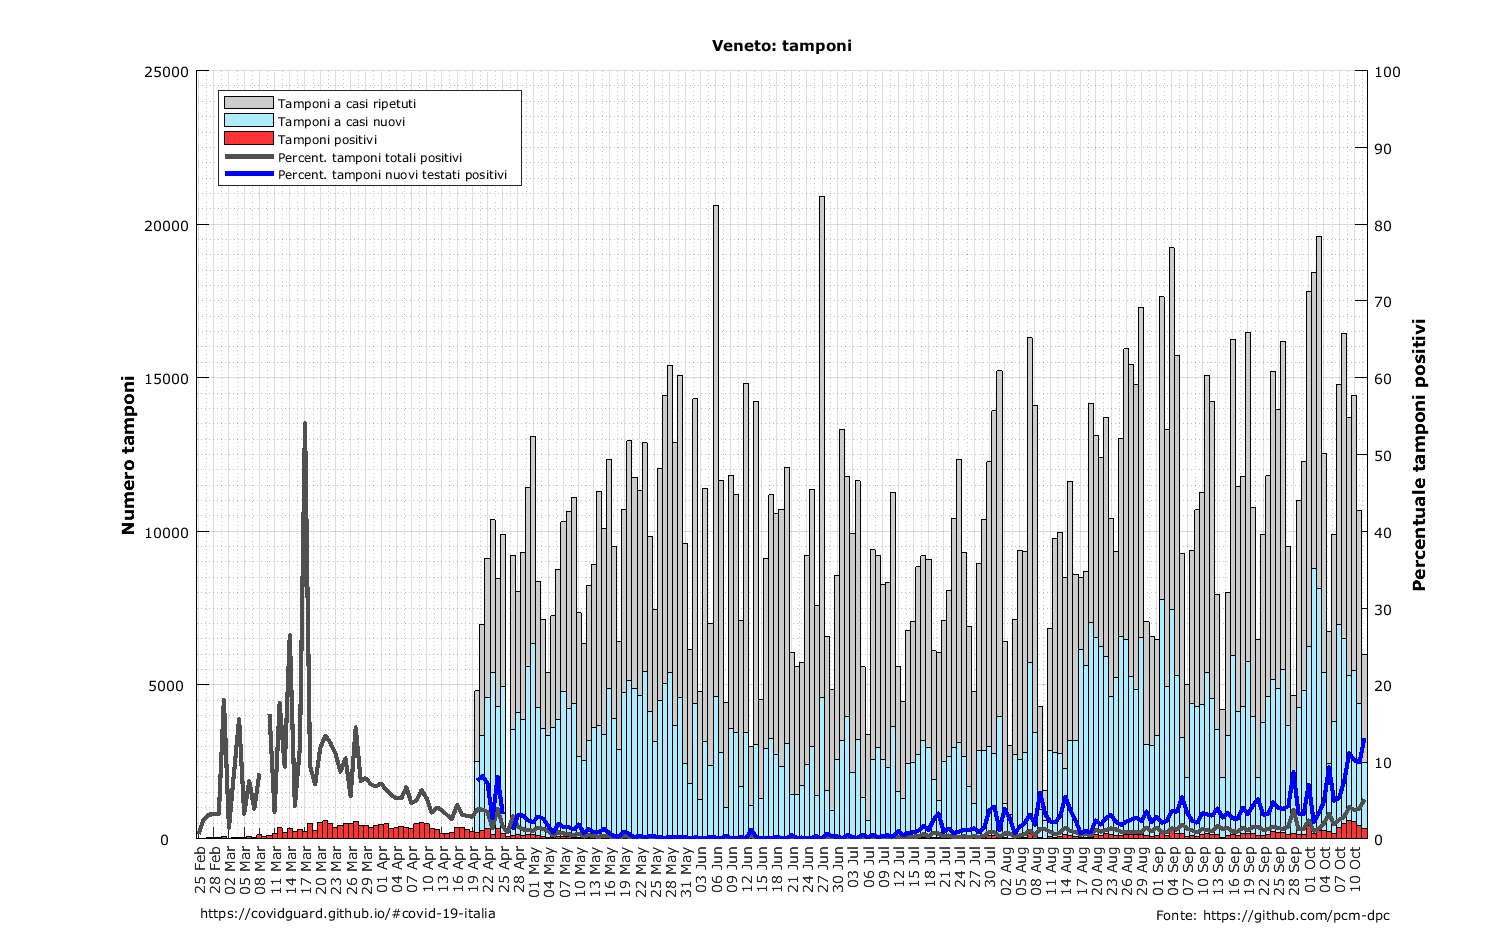 Veneto: tamponi
25000
20000
15000
10000
5000
0
Numero tamponi
Tamponi a casi ripetuti
Tamponi a casi nuovi
Tamponi positivi
Percent. tamponi totali positivi
Percent. tamponi nuovi testati positivi
100
90
80
70
60
50
40
30
20
10
0
Percentuale tamponi positivi
25 Feb
28 Feb
02 Mar
05 Mar
08 Mar
11 Mar
14 Mar
17 Mar
20 Mar
23 Mar
26 Mar
29 Mar
01 Apr
04 Apr
07 Apr
10 Apr
13 Apr
16 Apr
19 Apr
22 Apr
25 Apr
28 Apr
01 May
04 May
07 May
10 May
13 May
16 May
19 May
22 May
25 May
28 May
31 May
03 Jun
06 Jun
09 Jun
12 Jun
15 Jun
18 Jun
21 Jun
24 Jun
27 Jun
30 Jun
03 Jul
06 Jul
09 Jul
12 Jul
15 Jul
18 Jul
21 Jul
24 Jul
27 Jul
30 Jul
02 Aug
05 Aug
08 Aug
11 Aug
14 Aug
17 Aug
20 Aug
23 Aug
26 Aug
29 Aug
01 Sep
04 Sep
07 Sep
10 Sep
13 Sep
16 Sep
19 Sep
22 Sep
25 Sep
28 Sep
01 Oct
04 Oct
07 Oct
10 Oct
https://covidguard.github.io/#covid-19-italia
Fonte: https://github.com/pcm-dpc